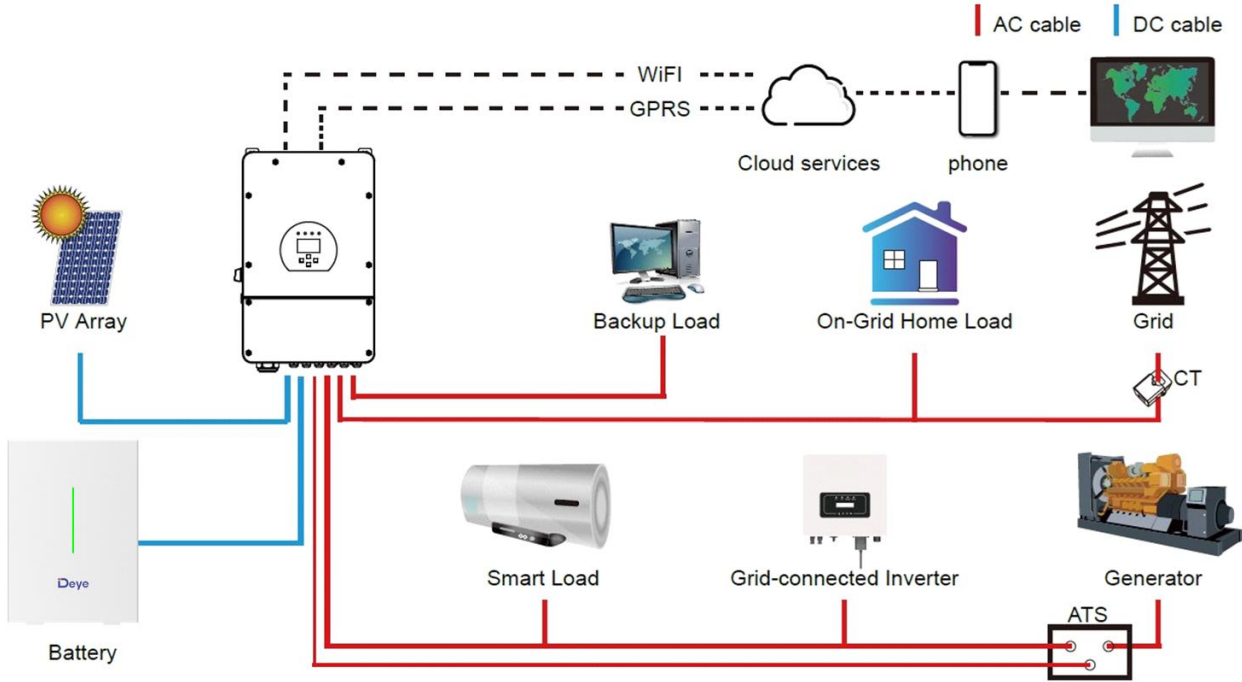 AC cable
DC cable
WiFI
GPRS
Cloud services
phone
PV Array
Backup Load
On-Grid Home Load
Grid
CT
Deye
Battery
Smart Load
Grid-connected Inverter
Generator
ATS